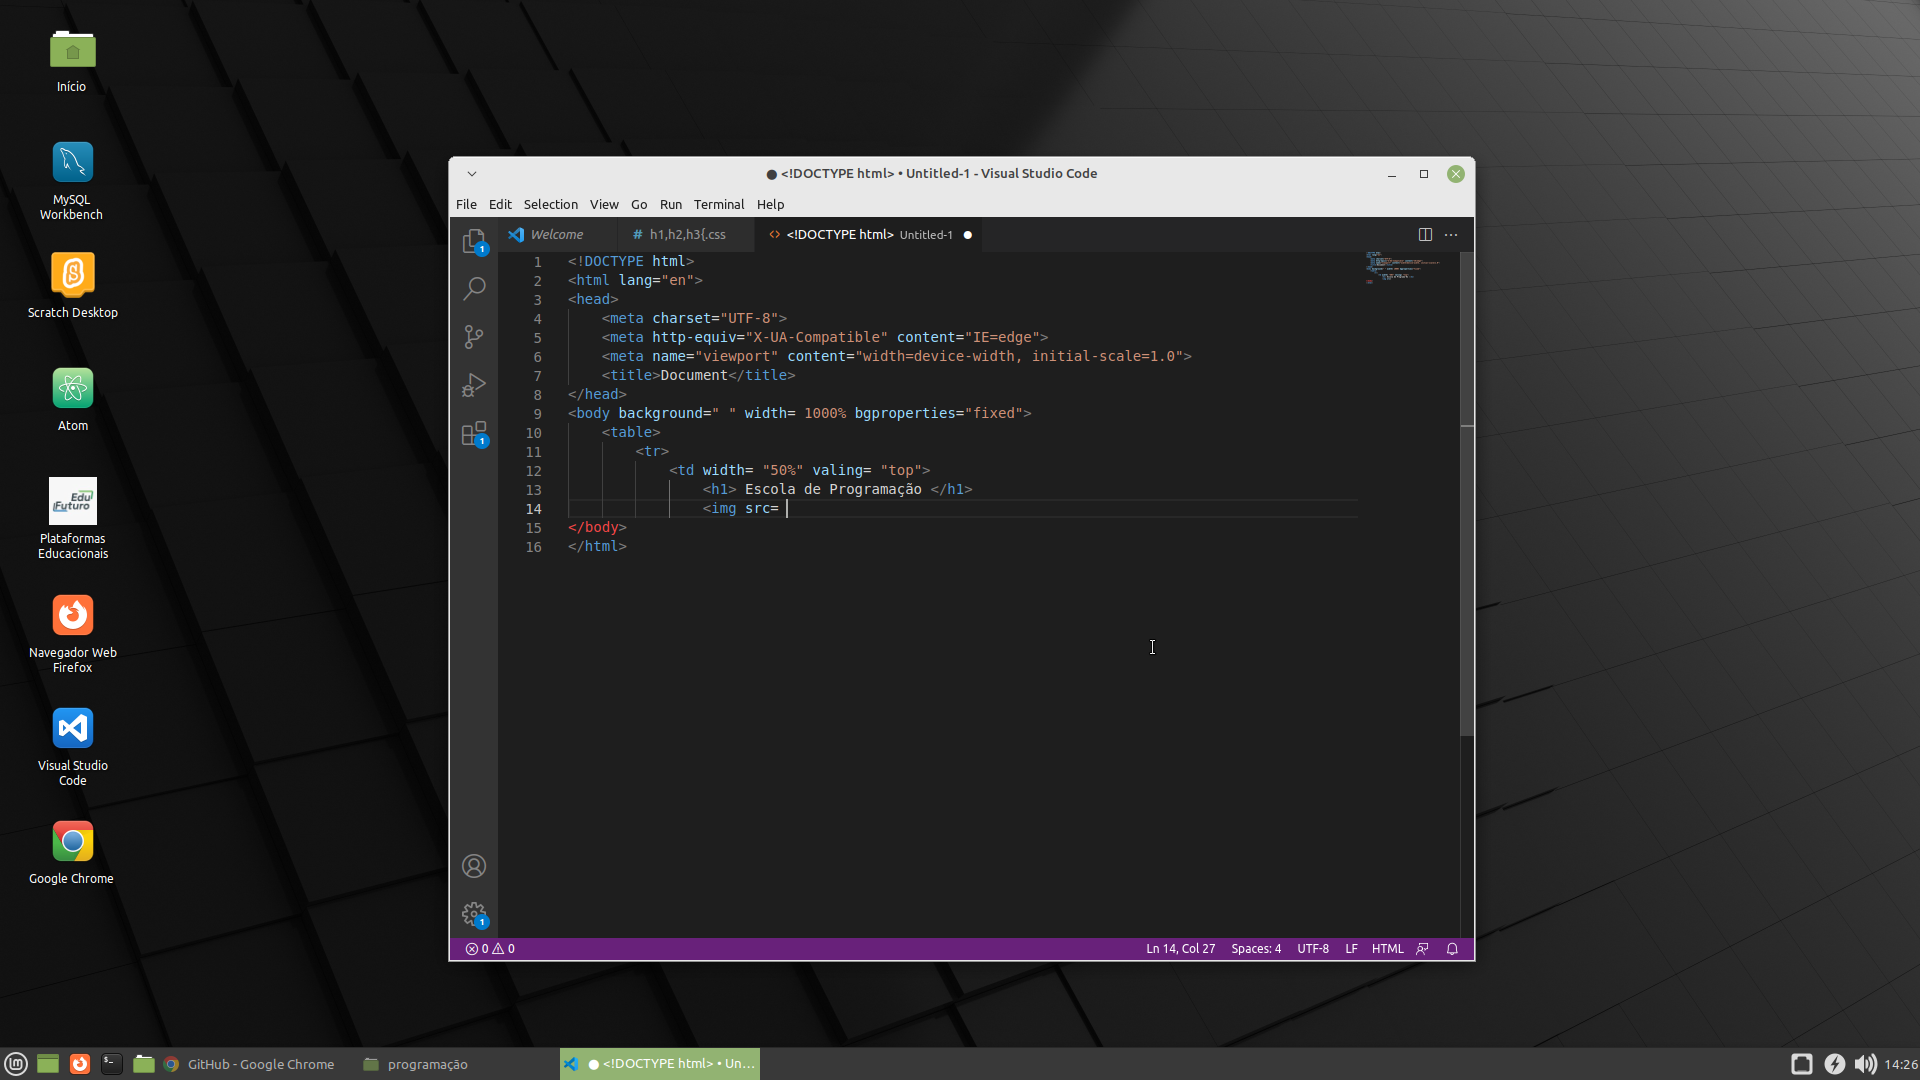 Início
MySQL
Workbench
Scratch Desktop
Atom
Edu
Futuro
Plataformas
Educacionais
Navegador Web
Firefox
Visual Studio
Code
Google Chrome
● <!DOCTYPE html> • Untitled-1 - Visual Studio Code
File Edit Selection View Go Run Terminal Help
Welcome # h1,h2,h3{.css <> <!DOCTYPE html> Untitled-1 ●
1
1
1
1 <!DOCTYPE html>
2 <html lang="en">
3 <head>
4 <meta charset="UTF-8">
5 <meta http-equiv="X-UA-Compatible" content="IE=edge">
6 <meta name="viewport" content="width=device-width, initial-scale=1.0">
7 <title>Document</title>
8 </head>
9 <body background=" " width= 1000% bgproperties="fixed">
10 <table>
11 <tr>
12 <td width= "50%" valing= "top">
13 <h1> Escola de Programação </h1>
14 <img src=
15 </body>
16 </html>
0 0 Ln 14, Col 27 Spaces: 4 UTF-8 LF HTML
GitHub - Google Chrome programação ● <!DOCTYPE html> • Un... 14:26